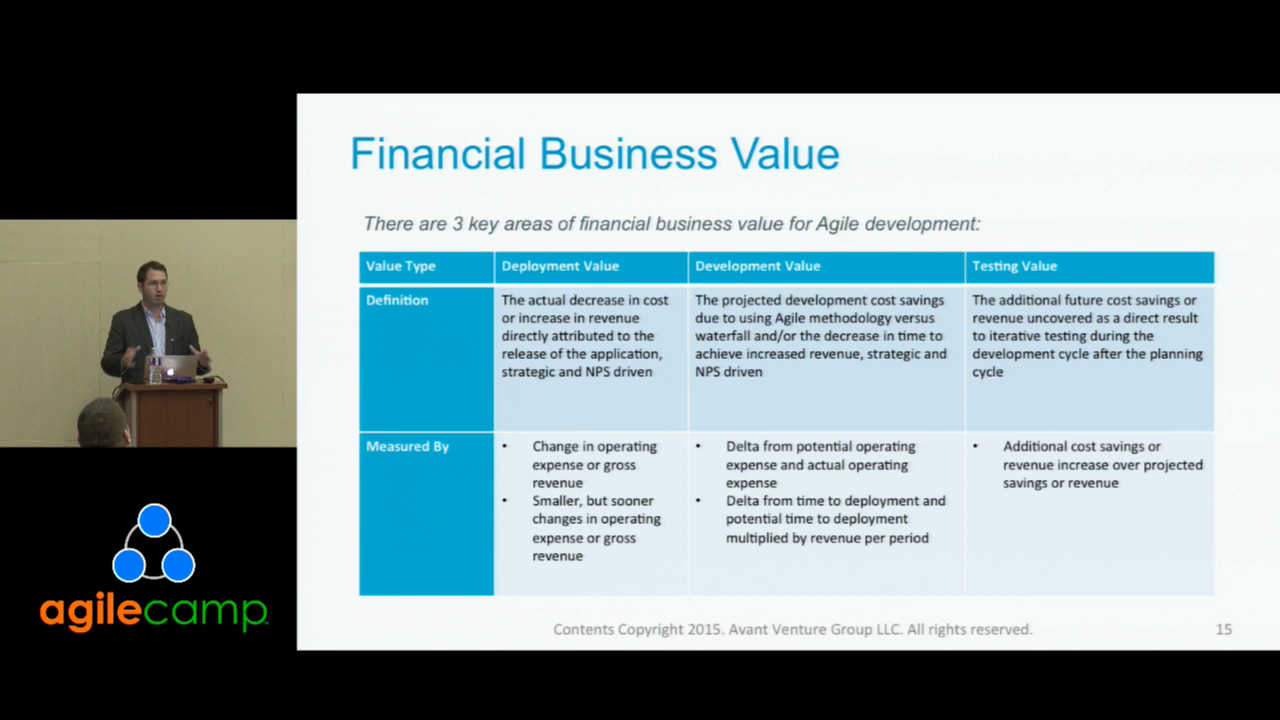 Financial Business Value
There are 3 key areas of financial business value for Agile development:
Value Type
Deployment Value
Development Value
Testing Value
Definition
The actual decrease in cost
or increase in revenue
directly attributed to the
release of the application,
strategic and NPS driven
The projected development cost savings
due to using Agile methodology versus
waterfall and/or the decrease in time to
achieve increased revenue, strategic and
NPS driven
The additional future cost savings or
revenue uncovered as a direct result
to iterative testing during the
development cycle after the planning
cycle
Measured By
• Change in operating
expense or gross
revenue
• Smaller, but sooner
changes in operating
expense or gross
revenue
• Delta from potential operating
expense and actual operating
expense
• Delta from time to deployment and
potential time to deployment
multiplied by revenue per period
• Additional cost savings or
revenue increase over projected
savings or revenue
Contents Copyright 2015. Avant Venture Group LLC. All rights reserved.
15
agilecamp